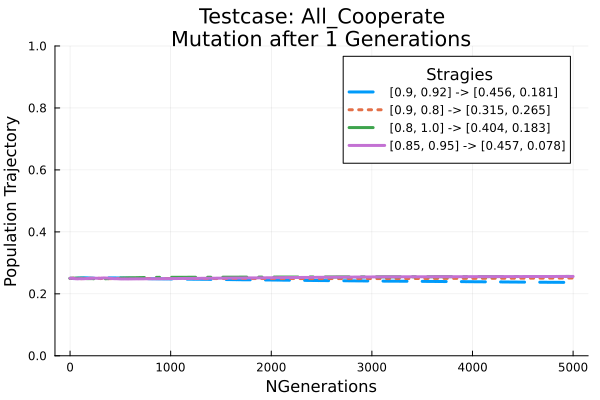 Testcase: All_Cooperate
Mutation after 1 Generations
Stragies
[0.9, 0.92] -> [0.456, 0.181]
[0.9, 0.8] -> [0.315, 0.265]
[0.8, 1.0] -> [0.404, 0.183]
[0.85, 0.95] -> [0.457, 0.078]
Population Trajectory
1.0
0.8
0.6
0.4
0.2
0.0
0 1000 2000 3000 4000 5000
NGenerations